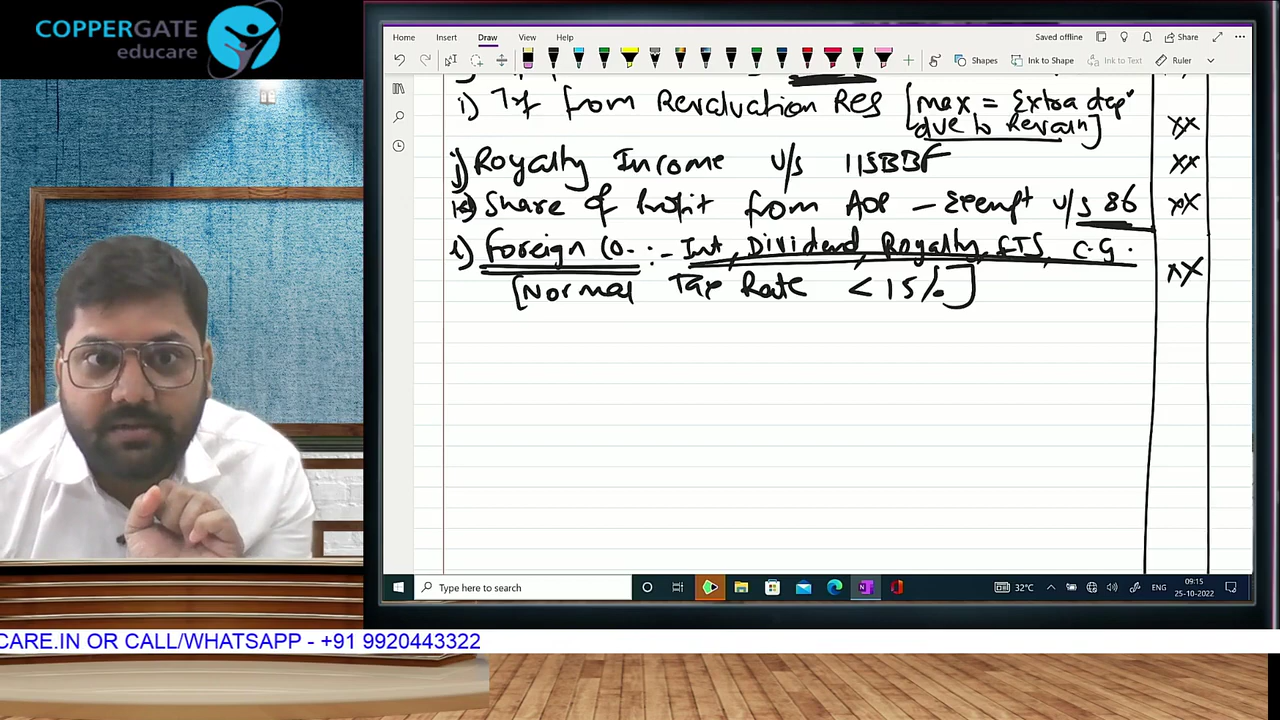 COPPERGATE
educare
Home Insert Draw View Help
Saved offline
Share
Shapes
Ink to Shape
Ink to Text
Ruler
i) Trf from Revaluation Res [max = Extra dep'
due to Revaln] xx
j) Royalty Income u/s 115BBF xx
k) Share of Profit from AOP – Exempt u/s 86 xx
l) Foreign Co. :- Int, Dividend, Royalty, FTS, C.G. xx
[Normal Tax Rate < 15%]
Type here to search
32°C
ENG
09:15
25-10-2022
CARE.IN OR CALL/WHATSAPP - +91 9920443322